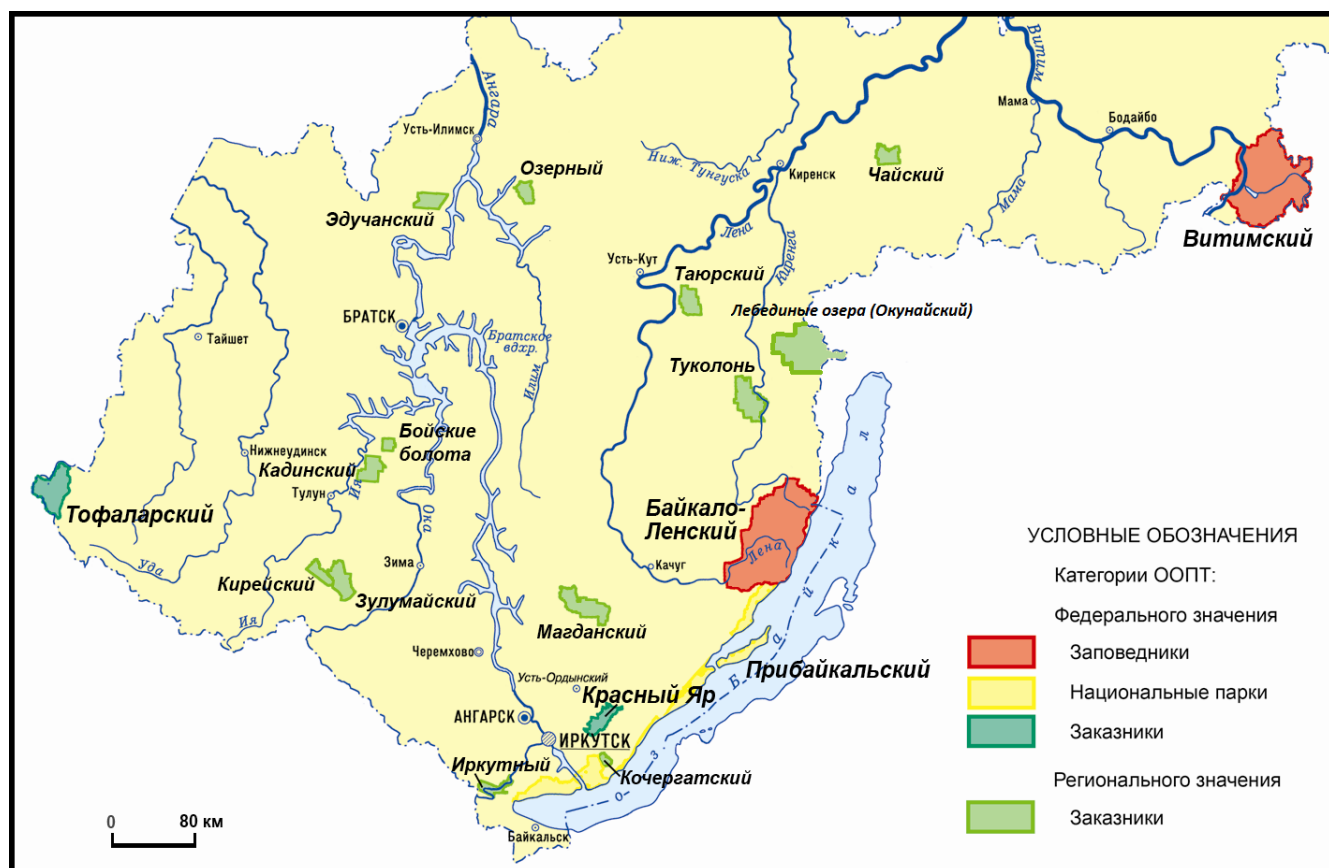 Ангара
Витим
Мама
Бодайбо
Усть-Илимск
Ниж. Тунгуска
Киренск
Чайский
Озерный
Эдучанский
Мама
Витимский
Лена
Киренга
Усть-Кут
Таюрский
Лебединые озера (Окунайский)
БРАТСК
Братское
вдхр.
Тайшет
Туколонь
Илим
Бойские
болота
Нижнеудинск
Кадинский
Тулун
Ия
Ока
Тофаларский
Байкало-
Ленский
Лена
Уда
Зима
Качуг
Кирейский
Зулумайский
Ия
Магданский
Черемхово
Прибайкальский
Усть-Ордынский
Красный Яр
АНГАРСК
ИРКУТСК
Иркутный
Кочергатский
оз. Байкал
Байкальск
0 80 км
УСЛОВНЫЕ ОБОЗНАЧЕНИЯ
Категории ООПТ:
Федерального значения
Заповедники
Национальные парки
Заказники
Регионального значения
Заказники